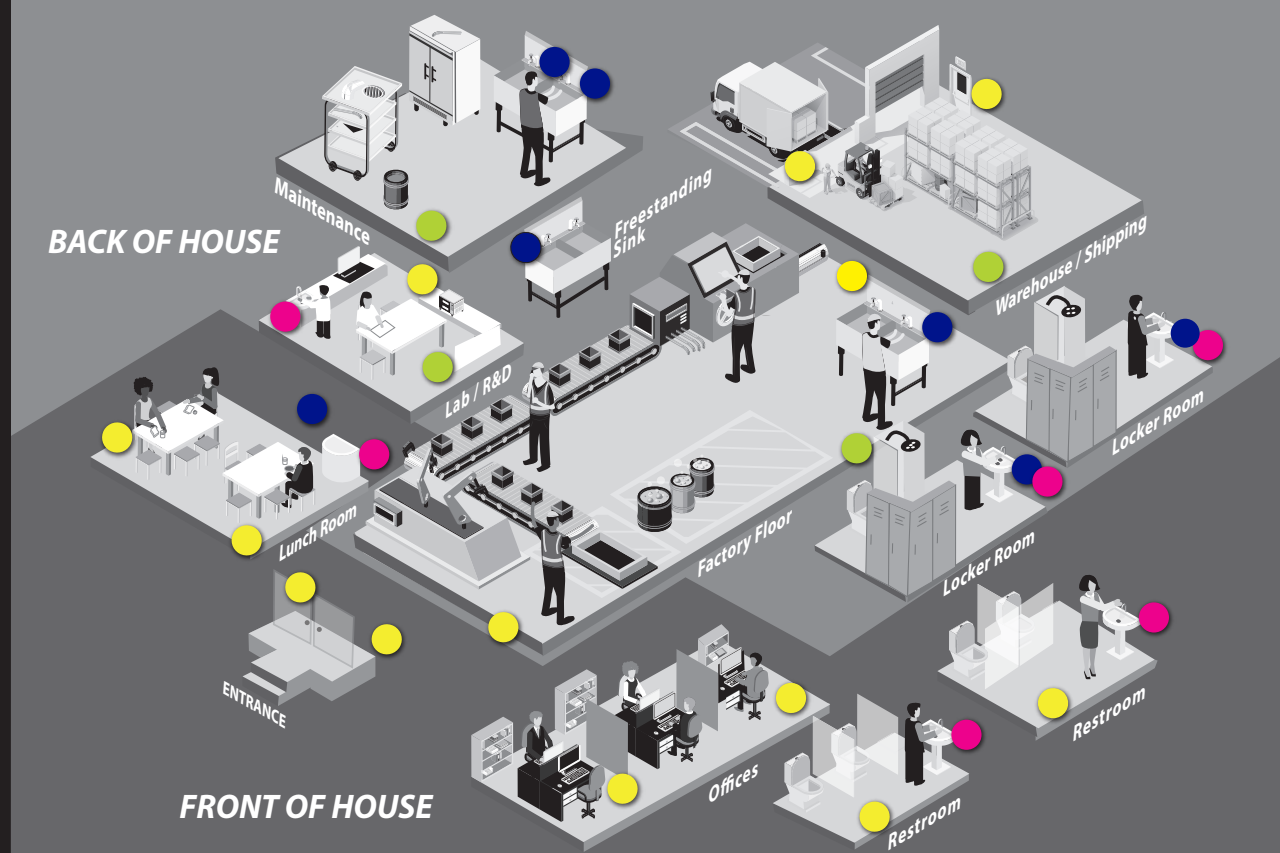 Maintenance
BACK OF HOUSE
Freestanding
Sink
Warehouse / Shipping
Lab / R&D
Locker Room
Lunch Room
Factory Floor
Locker Room
ENTRANCE
Restroom
Offices
FRONT OF HOUSE
Restroom